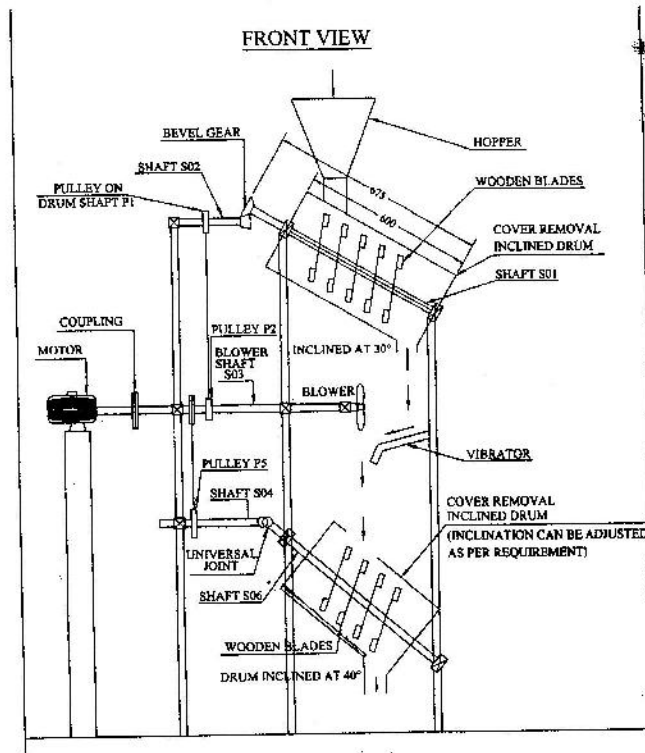 FRONT VIEW
BEVEL GEAR
HOPPER
SHAFT S02
WOODEN BLADES
PULLEY ON
DRUM SHAFT P1
675
600
COVER REMOVAL
INCLINED DRUM
SHAFT S01
COUPLING
PULLEY P2
INCLINED AT 30°
MOTOR
BLOWER
SHAFT
S03
BLOWER
VIBRATOR
PULLEY P5
SHAFT S04
COVER REMOVAL
INCLINED DRUM
(INCLINATION CAN BE ADJUSTED
AS PER REQUIREMENT)
UNIVERSAL
JOINT
SHAFT S06
WOODEN BLADES
DRUM INCLINED AT 40°